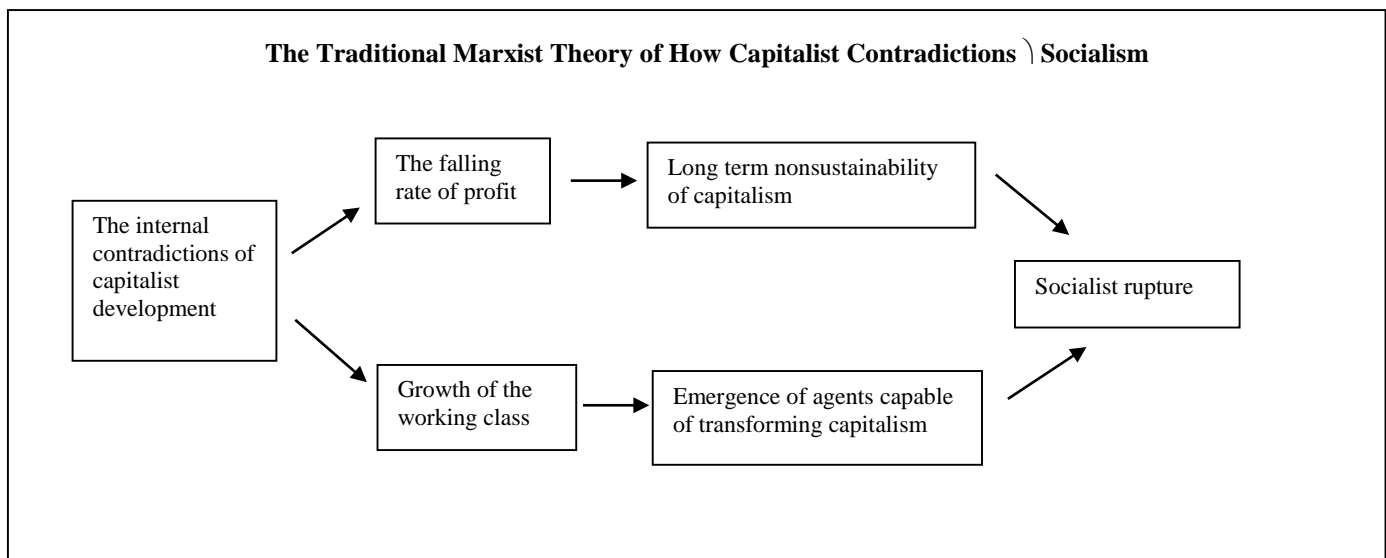 The Traditional Marxist Theory of How Capitalist Contradictions ⎞ Socialism
The internal
contradictions of
capitalist
development
The falling
rate of profit
Long term nonsustainability
of capitalism
Growth of the
working class
Emergence of agents capable
of transforming capitalism
Socialist rupture